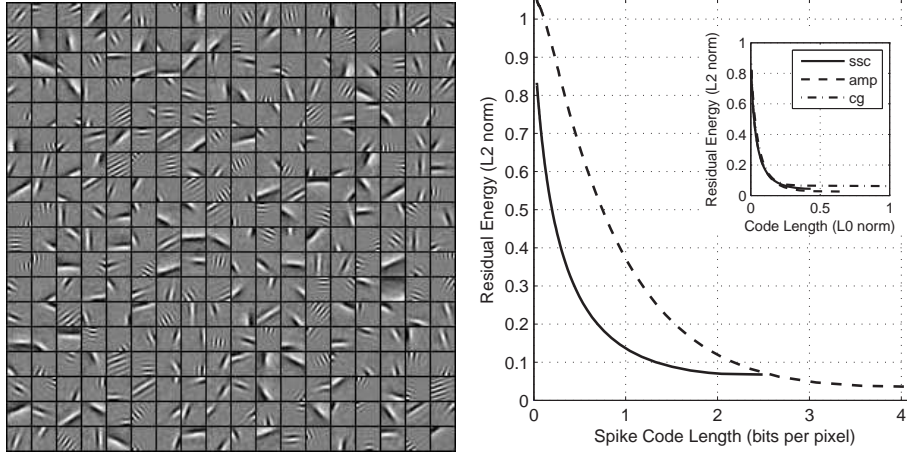 1
0.9
0.8
0.7
0.6
0.5
0.4
0.3
0.2
0.1
0
Residual Energy (L2 norm)
0 1 2 3 4
Spike Code Length (bits per pixel)
1
0.8
0.6
0.4
0.2
0
Residual Energy (L2 norm)
0 0.5 1
Code Length (L0 norm)
ssc
amp
cg